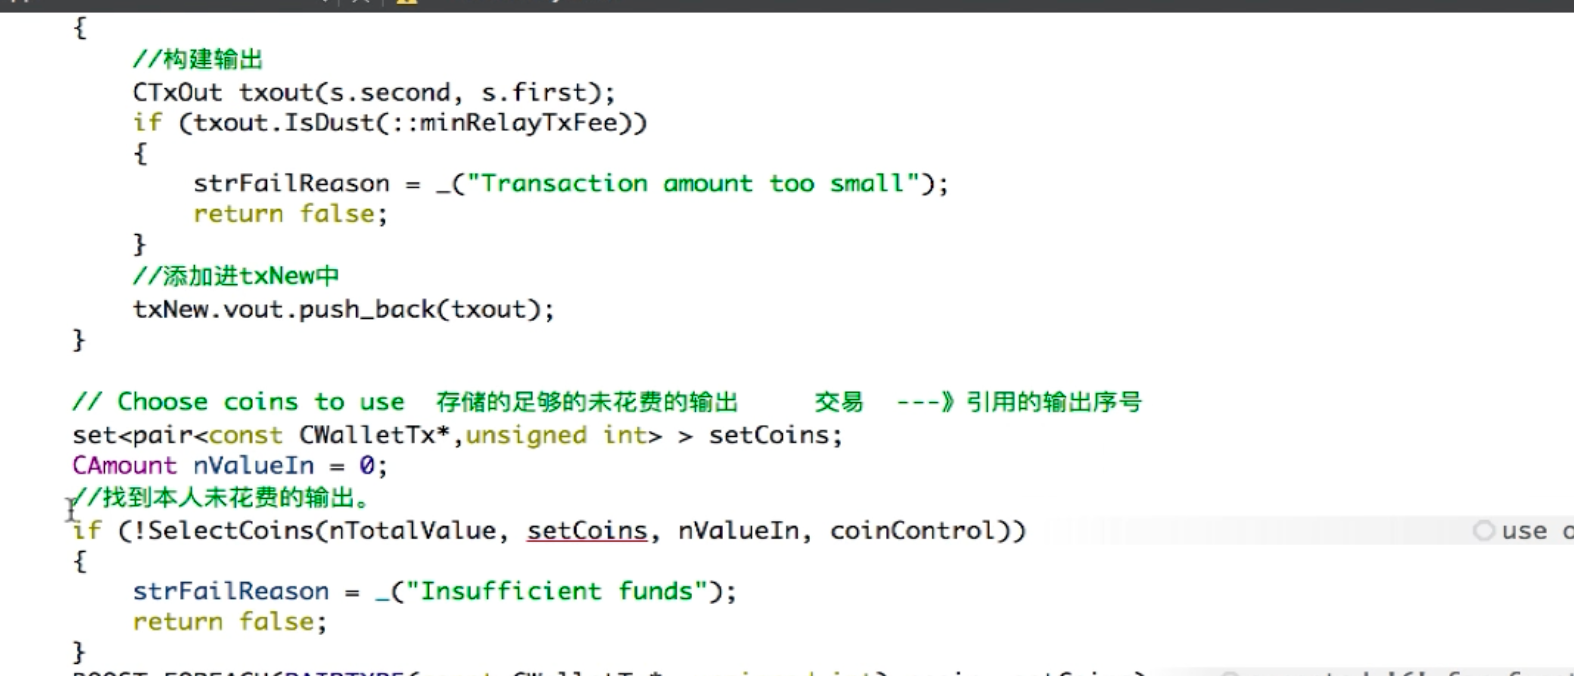 {
//构建输出
CTxOut txout(s.second, s.first);
if (txout.IsDust(::minRelayTxFee))
{
strFailReason = _("Transaction amount too small");
return false;
}
//添加进txNew中
txNew.vout.push_back(txout);
}
// Choose coins to use 存储的足够的未花费的输出 交易 ---》引用的输出序号
set<pair<const CWalletTx*,unsigned int> > setCoins;
CAmount nValueIn = 0;
//找到本人未花费的输出。
if (!SelectCoins(nTotalValue, setCoins, nValueIn, coinControl)) use
{
strFailReason = _("Insufficient funds");
return false;
}